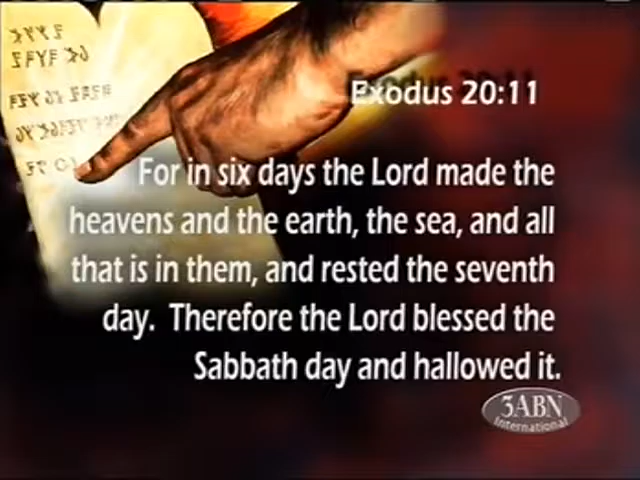 Exodus 20:11
For in six days the Lord made the
heavens and the earth, the sea, and all
that is in them, and rested the seventh
day. Therefore the Lord blessed the
Sabbath day and hallowed it.
3ABN
International